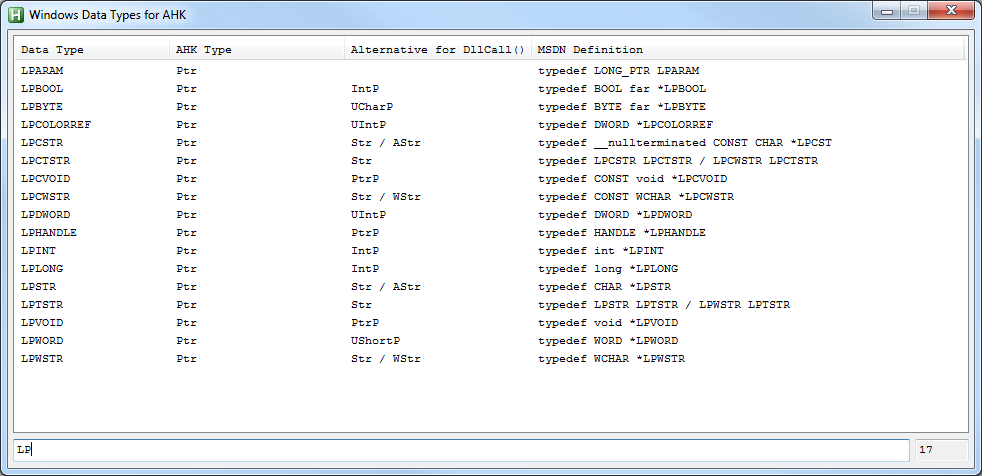 Windows Data Types for AHK
Data Type AHK Type Alternative for DllCall() MSDN Definition
LPARAM Ptr typedef LONG_PTR LPARAM
LPBOOL Ptr IntP typedef BOOL far *LPBOOL
LPBYTE Ptr UCharP typedef BYTE far *LPBYTE
LPCOLORREF Ptr UIntP typedef DWORD *LPCOLORREF
LPCSTR Ptr Str / AStr typedef __nullterminated CONST CHAR *LPCST
LPCTSTR Ptr Str typedef LPCSTR LPCTSTR / LPCWSTR LPCTSTR
LPCVOID Ptr PtrP typedef CONST void *LPCVOID
LPCWSTR Ptr Str / WStr typedef CONST WCHAR *LPCWSTR
LPDWORD Ptr UIntP typedef DWORD *LPDWORD
LPHANDLE Ptr PtrP typedef HANDLE *LPHANDLE
LPINT Ptr IntP typedef int *LPINT
LPLONG Ptr IntP typedef long *LPLONG
LPSTR Ptr Str / AStr typedef CHAR *LPSTR
LPTSTR Ptr Str typedef LPSTR LPTSTR / LPWSTR LPTSTR
LPVOID Ptr PtrP typedef void *LPVOID
LPWORD Ptr UShortP typedef WORD *LPWORD
LPWSTR Ptr Str / WStr typedef WCHAR *LPWSTR
LP 17